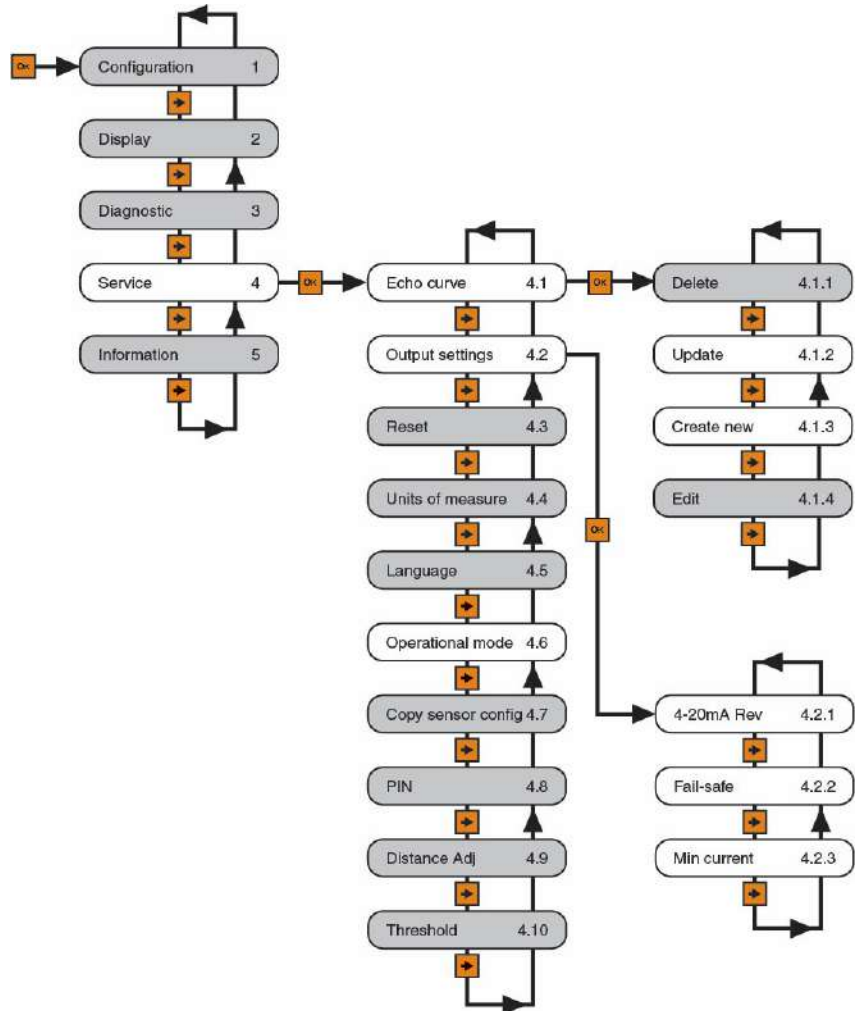 OK
Configuration 1
Display 2
Diagnostic 3
Service 4
OK
Information 5
Echo curve 4.1
OK
Output settings 4.2
Reset 4.3
Units of measure 4.4
Language 4.5
Operational mode 4.6
Copy sensor config 4.7
PIN 4.8
Distance Adj 4.9
Threshold 4.10
Delete 4.1.1
Update 4.1.2
Create new 4.1.3
Edit 4.1.4
OK
4-20mA Rev 4.2.1
Fail-safe 4.2.2
Min current 4.2.3